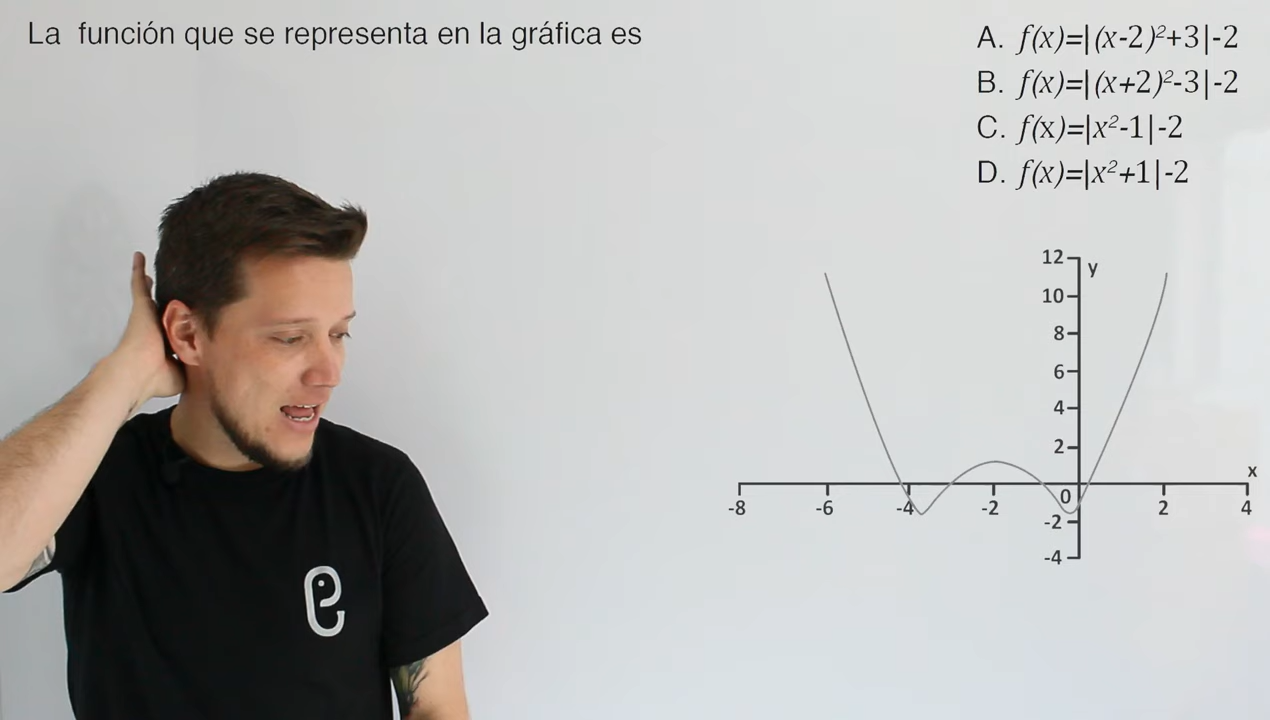 La función que se representa en la gráfica es
A. f(x)=|(x-2)²+3|-2
B. f(x)=|(x+2)²-3|-2
C. f(x)=|x²-1|-2
D. f(x)=|x²+1|-2
12
y
10
8
6
4
2
x
0
-8 -6 -4 -2 2 4
-2
-4
e